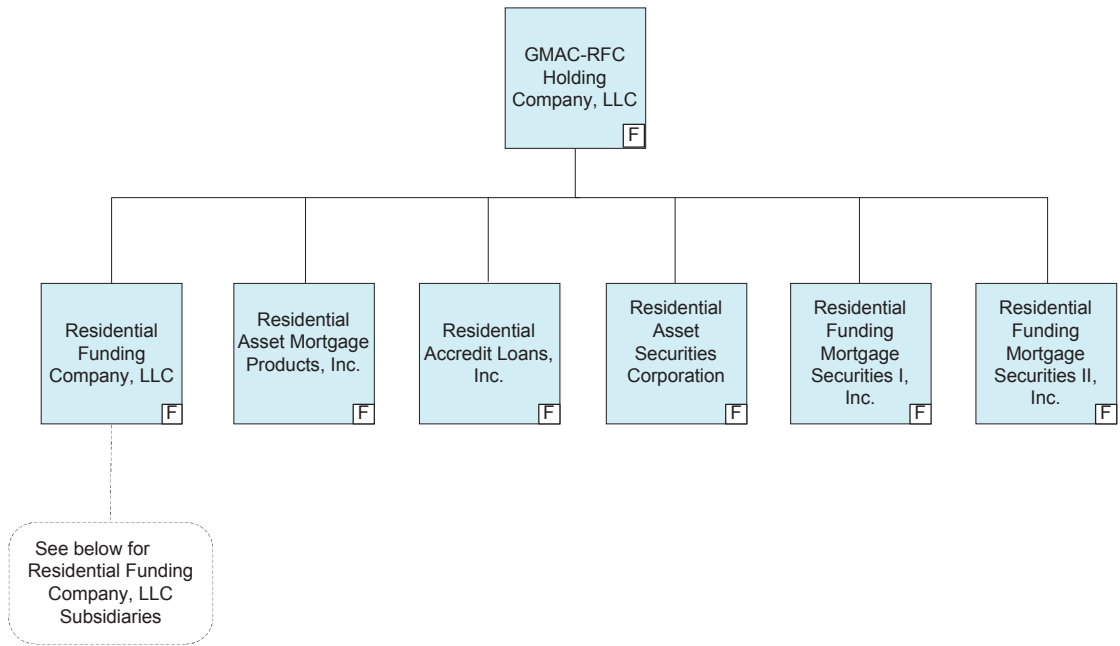 GMAC-RFC
Holding
Company, LLC
F
Residential
Funding
Company, LLC
F
Residential
Asset Mortgage
Products, Inc.
F
Residential
Accredit Loans,
Inc.
F
Residential
Asset
Securities
Corporation
F
Residential
Funding
Mortgage
Securities I,
Inc.
F
Residential
Funding
Mortgage
Securities II,
Inc.
F
See below for
Residential Funding
Company, LLC
Subsidiaries